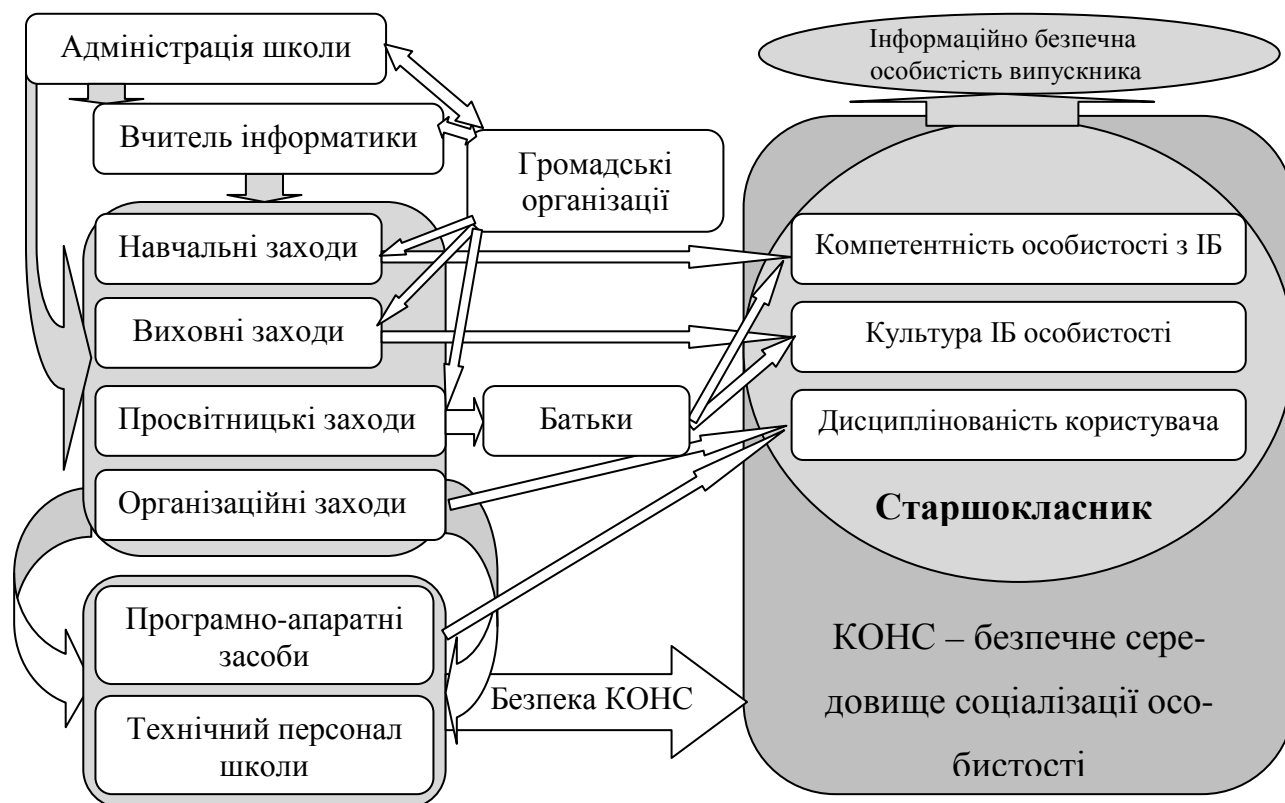 Адміністрація школи
Вчитель інформатики
Громадські
організації
Навчальні заходи
Виховні заходи
Просвітницькі заходи
Організаційні заходи
Батьки
Програмно-апаратні
засоби
Технічний персонал
школи
Безпека КОНС
Інформаційно безпечна
особистість випускника
Компетентність особистості з ІБ
Культура ІБ особистості
Дисциплінованість користувача
Старшокласник
КОНС – безпечне сере-
довище соціалізації осо-
бистості